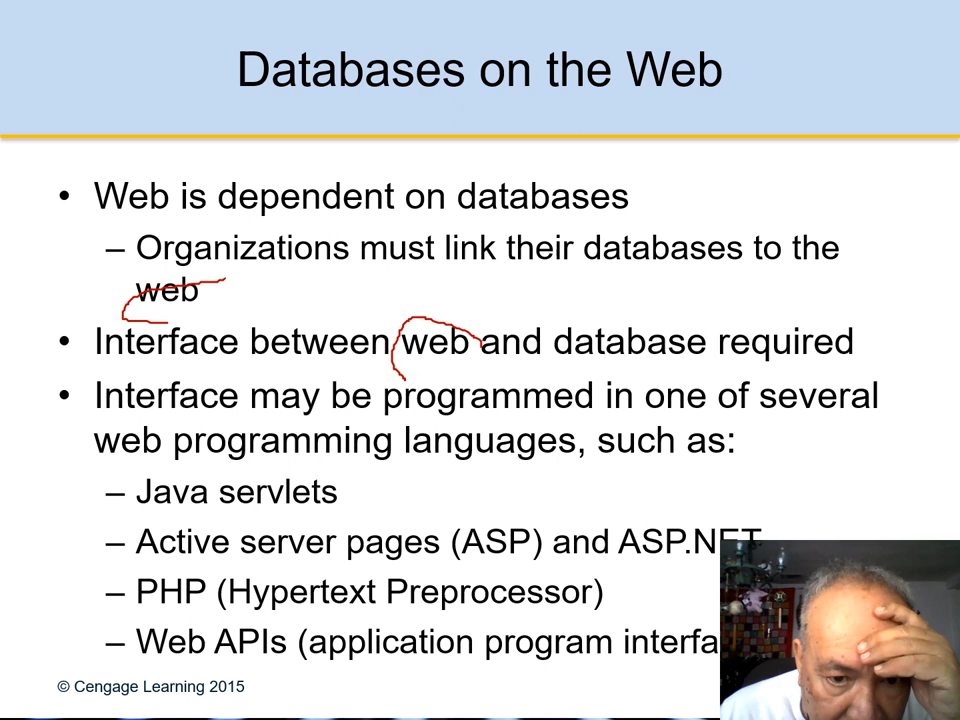 Databases on the Web
• Web is dependent on databases
– Organizations must link their databases to the
web
• Interface between web and database required
• Interface may be programmed in one of several
web programming languages, such as:
– Java servlets
– Active server pages (ASP) and ASP.NET
– PHP (Hypertext Preprocessor)
– Web APIs (application program
© Cengage Learning 2015